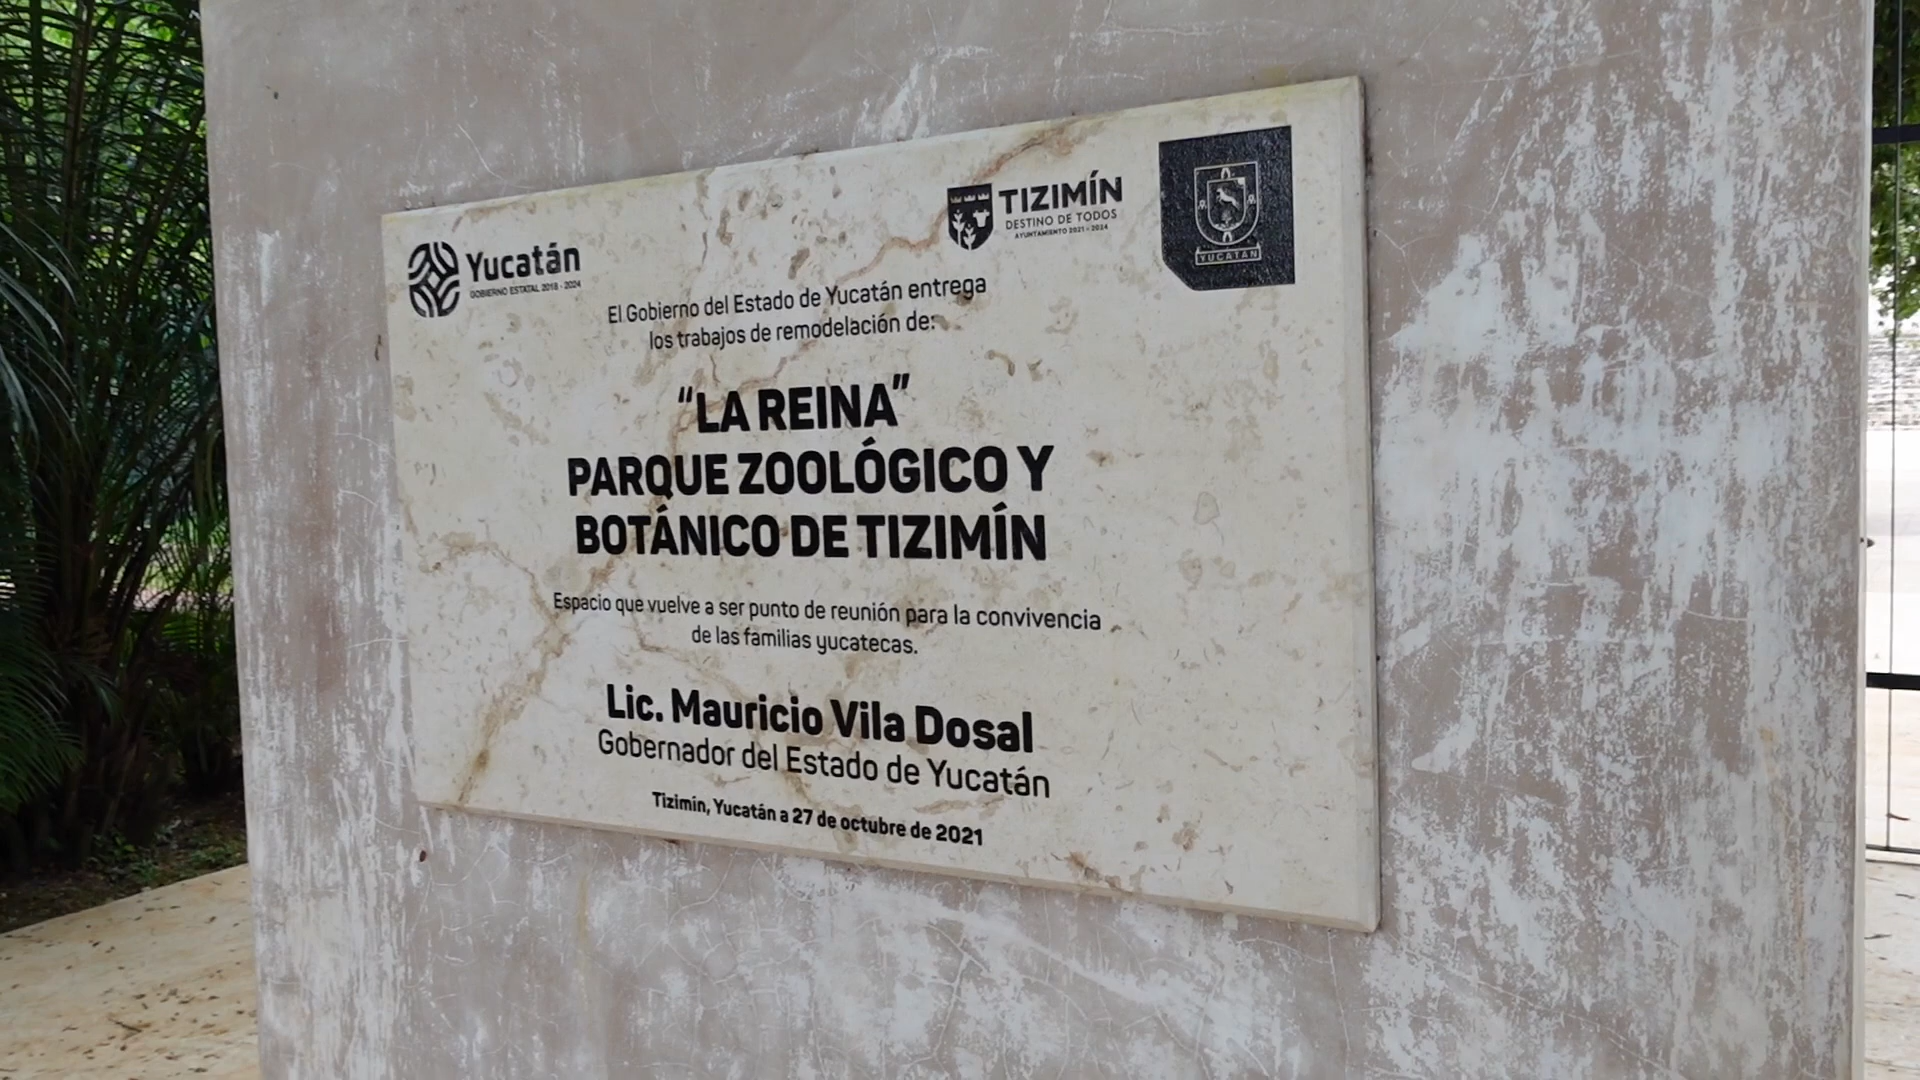 Yucatán
GOBIERNO ESTATAL 2018 - 2024
TIZIMÍN
DESTINO DE TODOS
AYUNTAMIENTO 2021 - 2024
YUCATÁN
El Gobierno del Estado de Yucatán entrega
los trabajos de remodelación de:
“LA REINA”
PARQUE ZOOLÓGICO Y
BOTÁNICO DE TIZIMÍN
Espacio que vuelve a ser punto de reunión para la convivencia
de las familias yucatecas.
Lic. Mauricio Vila Dosal
Gobernador del Estado de Yucatán
Tizimín, Yucatán a 27 de octubre de 2021